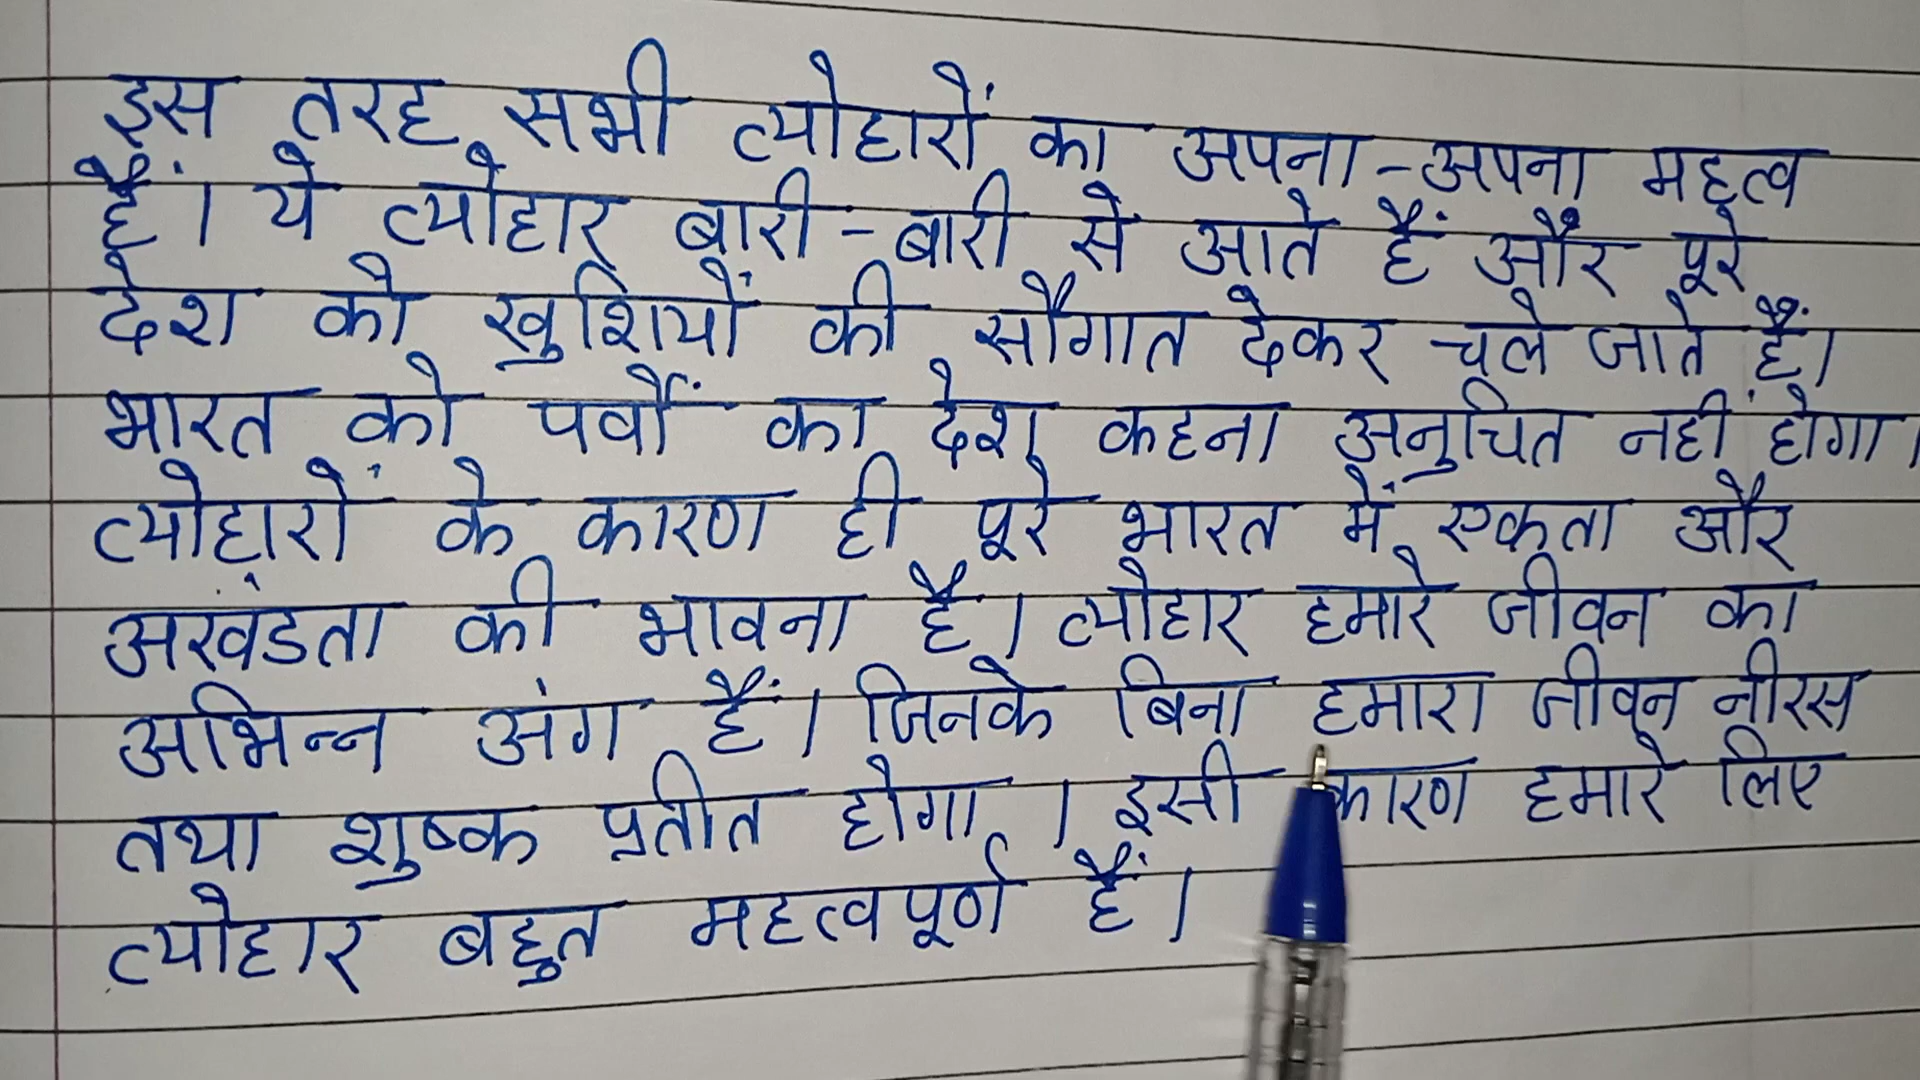 इस तरह सभी त्योहारों का अपना-अपना महत्व
हैं। ये त्योहार बारी-बारी से आते हैं और पूरे
देश को खुशियों की सौगात देकर चले जाते हैं।
भारत को पर्वों का देश कहना अनुचित नहीं होगा।
त्योहारों के कारण ही पूरे भारत में एकता और
अखंडता की भावना है। त्योहार हमारे जीवन का
अभिन्न अंग हैं। जिनके बिना हमारा जीवन नीरस
तथा शुष्क प्रतीत होगा। इसी कारण हमारे लिए
त्योहार बहुत महत्वपूर्ण हैं।